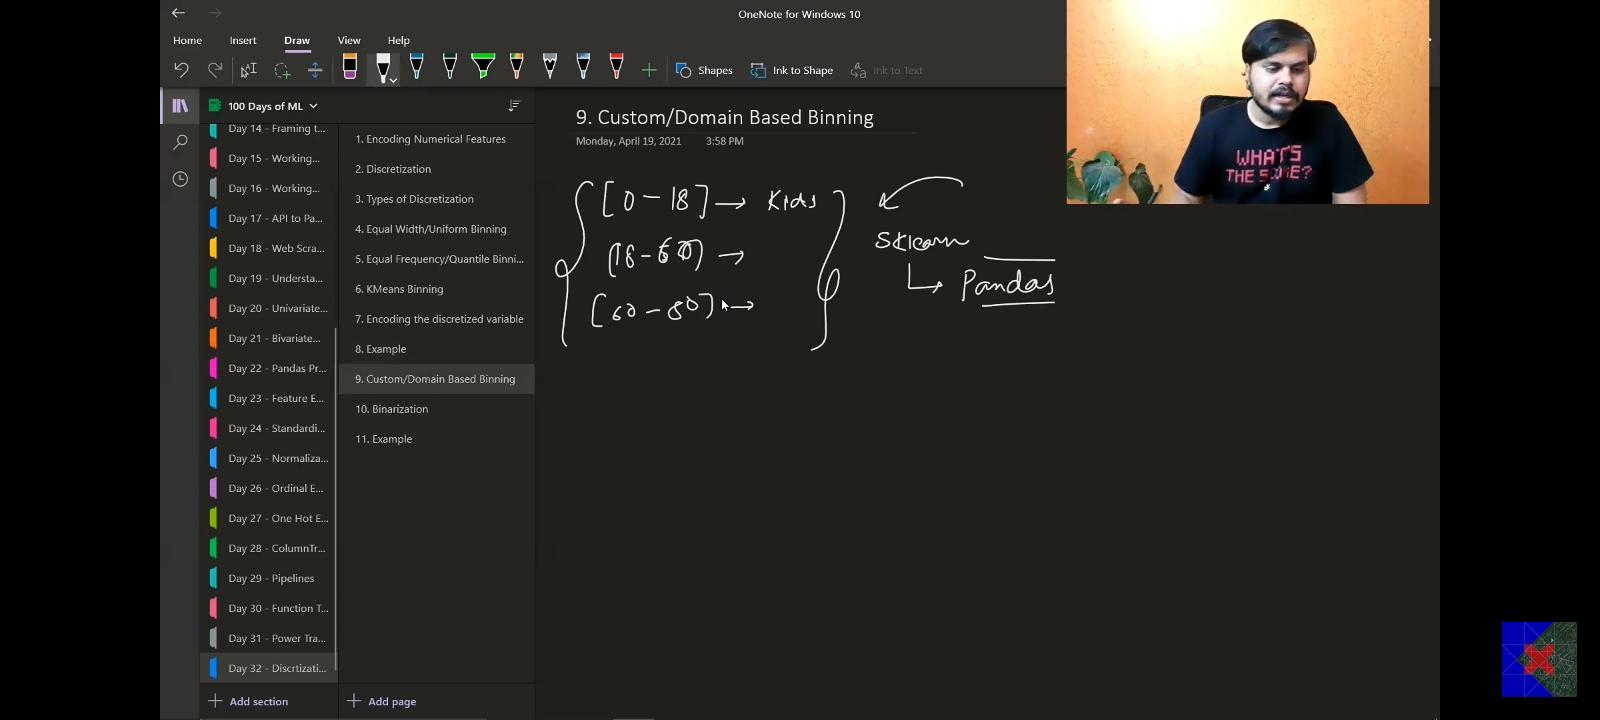 OneNote for Windows 10
Home Insert Draw View Help
Shapes Ink to Shape Ink to Text
100 Days of ML
Day 14 - Framing t...
Day 15 - Working...
Day 16 - Working...
Day 17 - API to Pa...
Day 18 - Web Scra...
Day 19 - Understa...
Day 20 - Univariate...
Day 21 - Bivariate...
Day 22 - Pandas Pr...
Day 23 - Feature E...
Day 24 - Standardi...
Day 25 - Normaliza...
Day 26 - Ordinal E...
Day 27 - One Hot E...
Day 28 - ColumnTr...
Day 29 - Pipelines
Day 30 - Function T...
Day 31 - Power Tra...
Day 32 - Discrtizati...
Add section
1. Encoding Numerical Features
2. Discretization
3. Types of Discretization
4. Equal Width/Uniform Binning
5. Equal Frequency/Quantile Binni...
6. KMeans Binning
7. Encoding the discretized variable
8. Example
9. Custom/Domain Based Binning
10. Binarization
11. Example
Add page
9. Custom/Domain Based Binning
Monday, April 19, 2021 3:58 PM
[0 - 18] → Kids
(18 - 60) →
[60 - 80] →
Sklearn
Pandas
WHAT'S
THE SCENE?